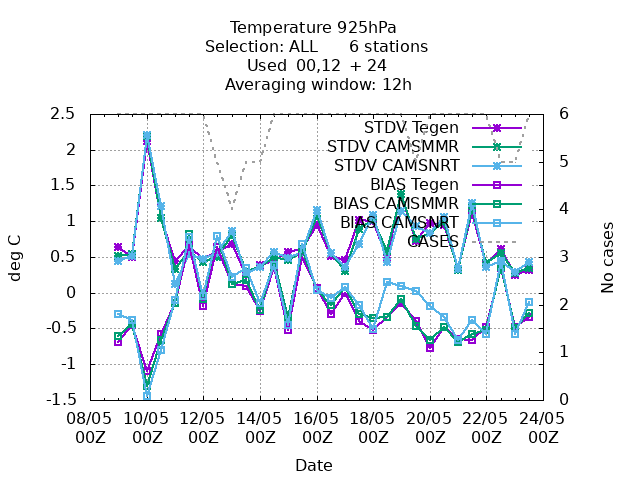 Temperature 925hPa
Selection: ALL 6 stations
Used 00,12 + 24
Averaging window: 12h
STDV Tegen
STDV CAMSMMR
STDV CAMSNRT
BIAS Tegen
BIAS CAMSMMR
BIAS CAMSNRT
CASES
deg C
2.5
2
1.5
1
0.5
0
-0.5
-1
-1.5
No cases
6
5
4
3
2
1
0
08/05 10/05 12/05 14/05 16/05 18/05 20/05 22/05 24/05
00Z 00Z 00Z 00Z 00Z 00Z 00Z 00Z 00Z
Date